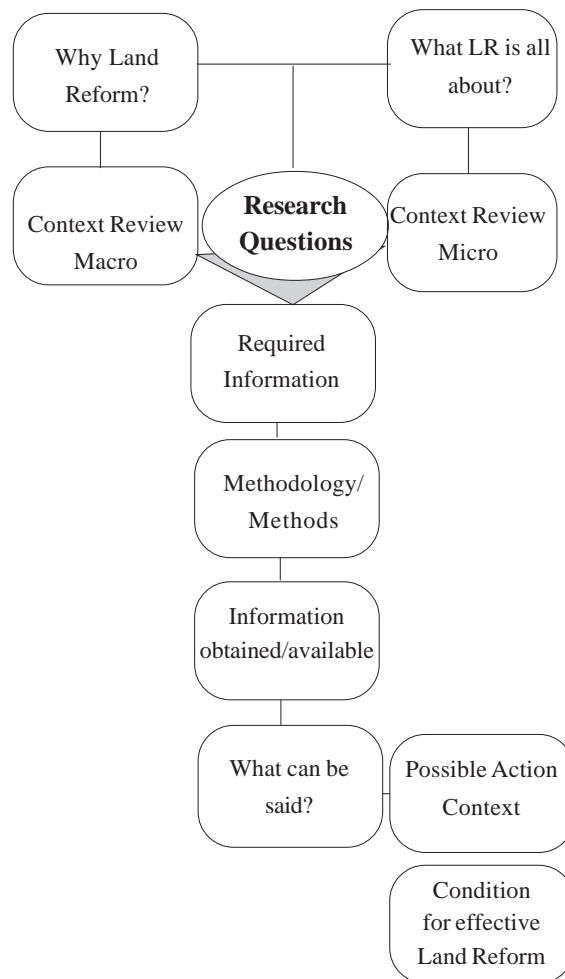 Why Land
Reform?
What LR is all
about?
Context Review
Macro
Research
Questions
Context Review
Micro
Required
Information
Methodology/
Methods
Information
obtained/available
What can be
said?
Possible Action
Context
Condition
for effective
Land Reform